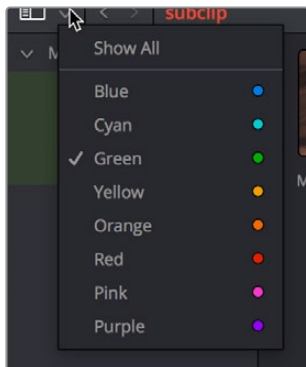 subclip
M
Show All
Blue
Cyan
✓ Green
Yellow
Orange
Red
Pink
Purple
M